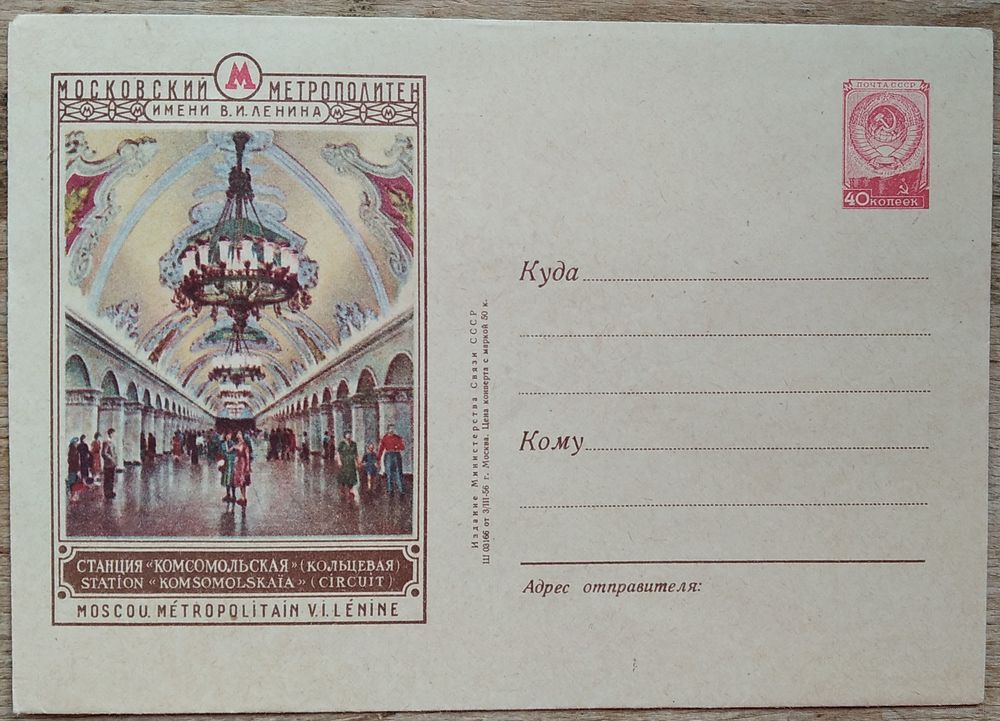 М
МОСКОВСКИЙ МЕТРОПОЛИТЕН
ИМЕНИ В.И.ЛЕНИНА
СТАНЦИЯ «КОМСОМОЛЬСКАЯ» (КОЛЬЦЕВАЯ)
STATION «KOMSOMOLSKAÏA» (CIRCUIT)
MOSCOU. MÉTROPOLITAIN V.I.LÉNINE
Издание Министерства Связи СССР
Ш 03166 от 3/III-56 г. Москва. Цена конверта с маркой 50 к.
ПОЧТА СССР
40 КОПЕЕК
Куда
Кому
Адрес отправителя: